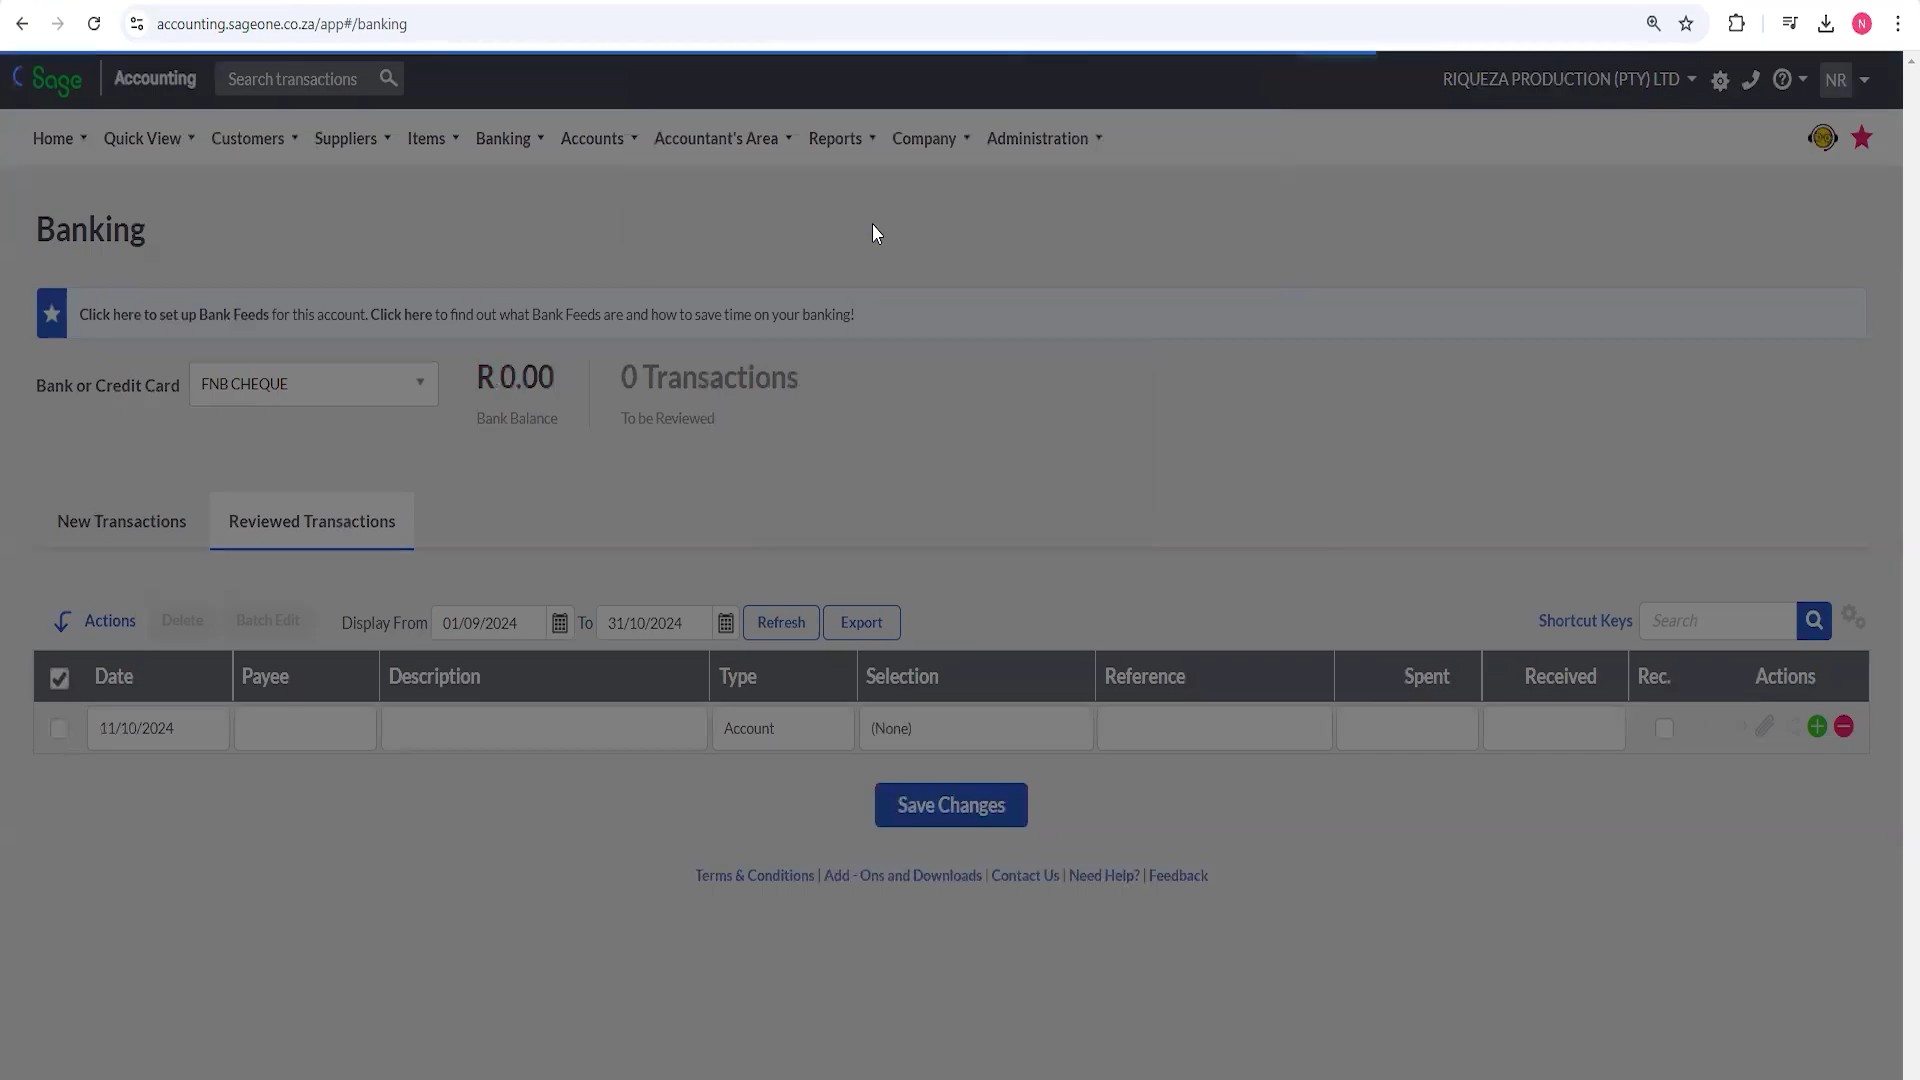 accounting.sageone.co.za/app#/banking
N
Sage Accounting Search transactions RIQUEZA PRODUCTION (PTY) LTD NR
Home Quick View Customers Suppliers Items Banking Accounts Accountant's Area Reports Company Administration
Banking
Click here to set up Bank Feeds for this account. Click here to find out what Bank Feeds are and how to save time on your banking!
Bank or Credit Card FNB CHEQUE R 0.00 0 Transactions
Bank Balance To be Reviewed
New Transactions Reviewed Transactions
Actions Delete Batch Edit Display From 01/09/2024 To 31/10/2024 Refresh Export Shortcut Keys Search
Date Payee Description Type Selection Reference Spent Received Rec. Actions
11/10/2024 Account (None)
Save Changes
Terms & Conditions | Add - Ons and Downloads | Contact Us | Need Help? | Feedback